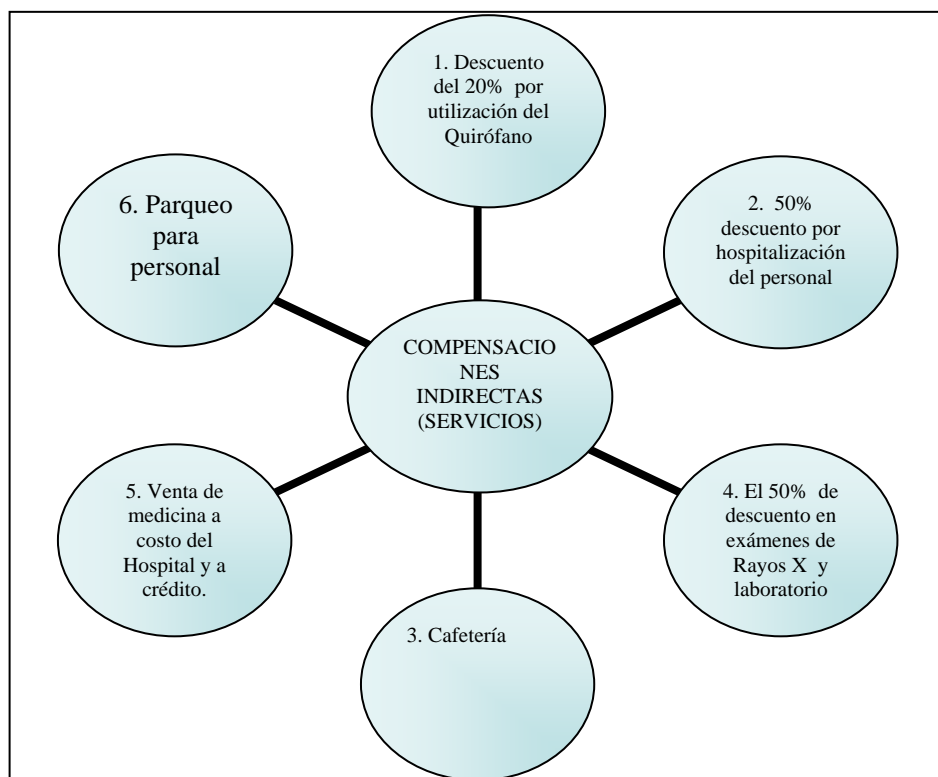 1. Descuento
del 20% por
utilización del
Quirófano
6. Parqueo
para
personal
2. 50%
descuento por
hospitalización
del personal
COMPENSACIO
NES
INDIRECTAS
(SERVICIOS)
5. Venta de
medicina a
costo del
Hospital y a
crédito.
4. El 50% de
descuento en
exámenes de
Rayos X y
laboratorio
3. Cafetería